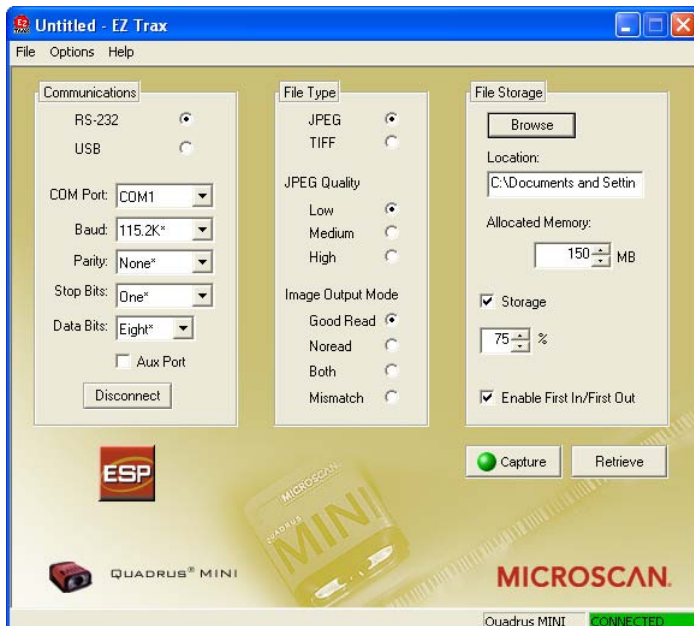 Untitled - EZ Trax
File Options Help
Communications
RS-232
USB
COM Port: COM1
Baud: 115.2K*
Parity: None*
Stop Bits: One*
Data Bits: Eight*
Aux Port
Disconnect
File Type
JPEG
TIFF
JPEG Quality
Low
Medium
High
Image Output Mode
Good Read
Noread
Both
Mismatch
File Storage
Browse
Location:
C:\Documents and Settin
Allocated Memory:
150 MB
Storage
75 %
Enable First In/First Out
Capture Retrieve
ESP
MICROSCAN
QUADRUS
MINI
QUADRUS® MINI
MICROSCAN.
Quadrus MINI CONNECTED